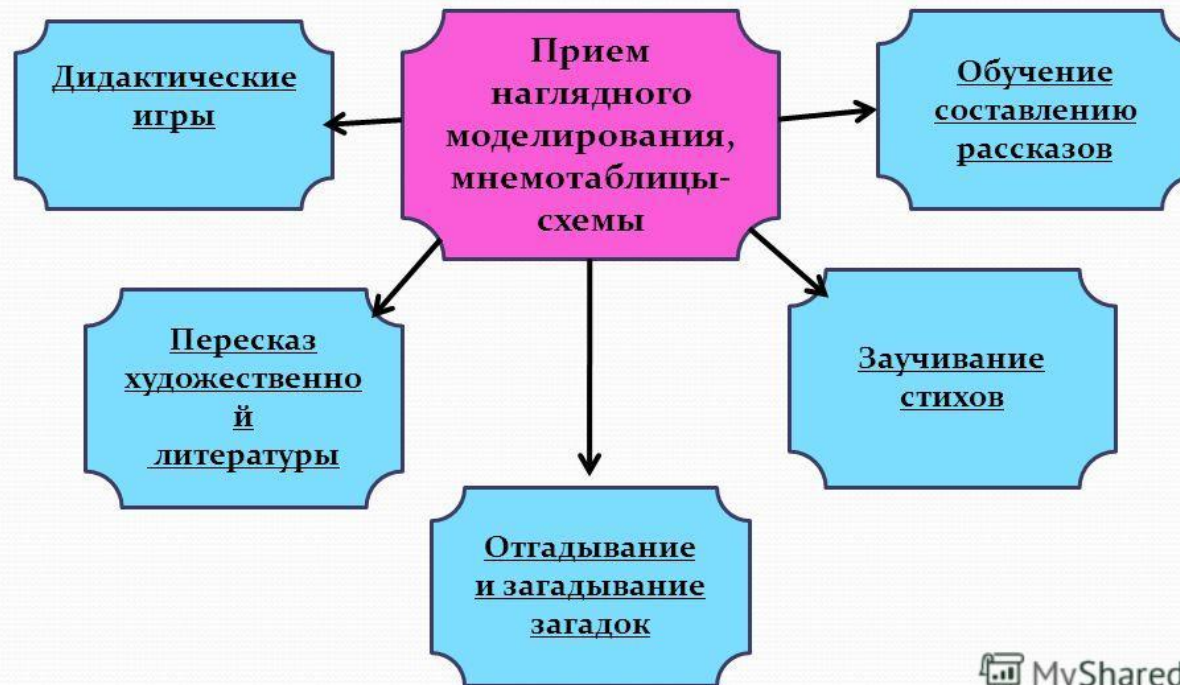 Прием
наглядного
моделирования,
мнемотаблицы-
схемы
Дидактические
игры
Обучение
составлению
рассказов
Пересказ
художественно
й
литературы
Заучивание
стихов
Отгадывание
и загадывание
загадок
MyShared